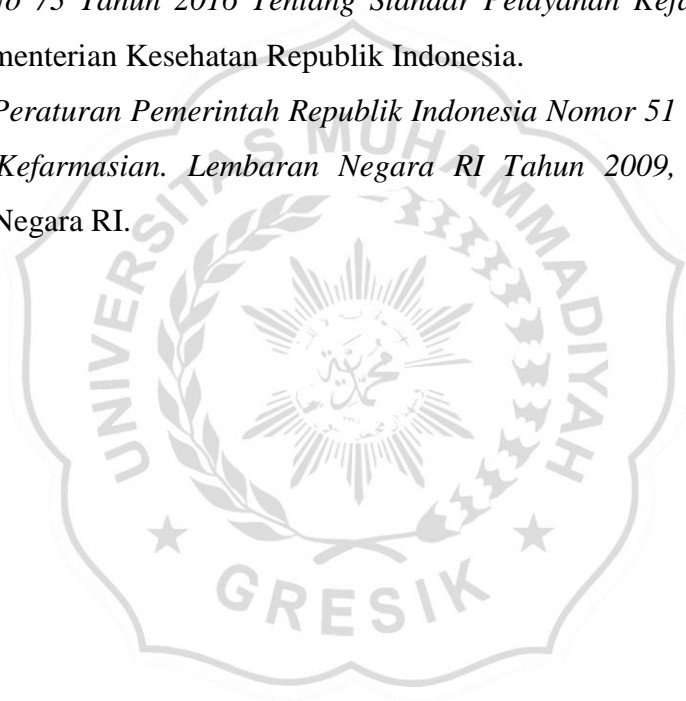 No 73 Tahun 2016 Tentang Standar Pelayanan Kefa
menterian Kesehatan Republik Indonesia.
Peraturan Pemerintah Republik Indonesia Nomor 51
Kefarmasian. Lembaran Negara RI Tahun 2009,
Negara RI.
UNIVERSITAS MUHAMMADIYAH
محمدية
GRESIK